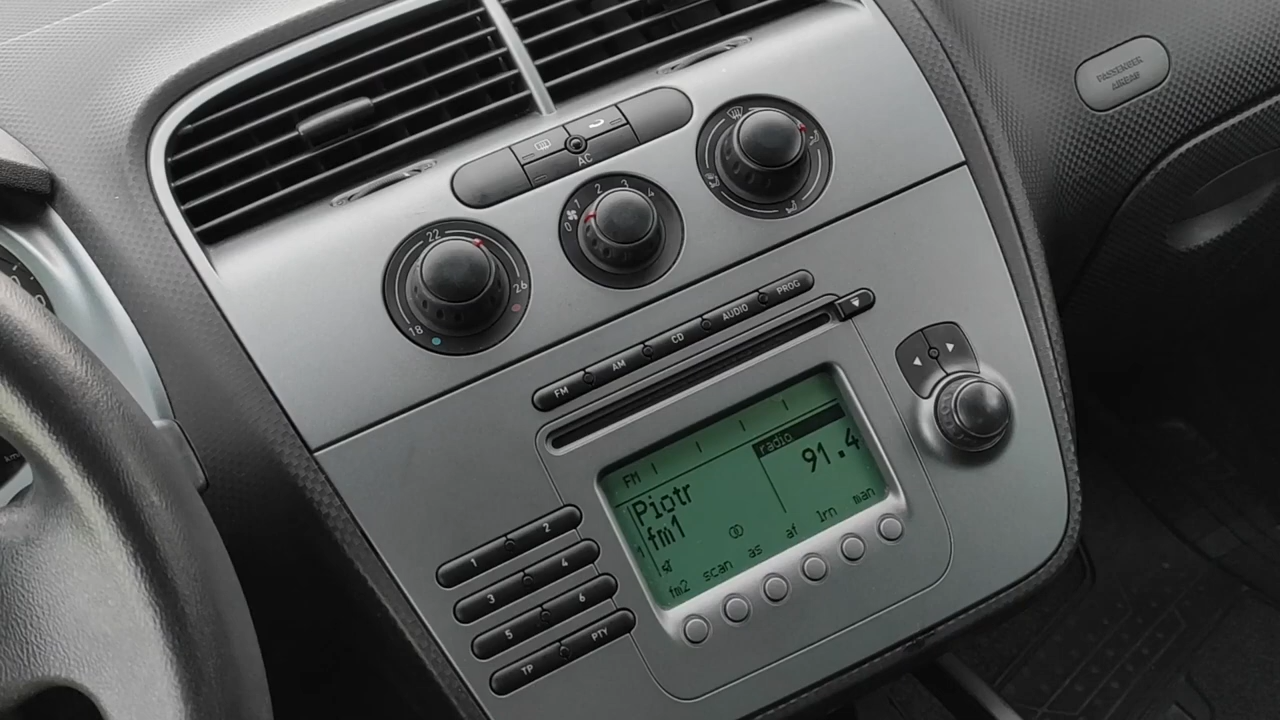 PASSENGER
AIRBAG
AC
0 1 2 3 4
18 22 26
FM AM CD AUDIO PROG
FM
radio
91.4
Piotr
fm1
fm2 scan as af lrn man
1 2
3 4
5 6
TP PTY